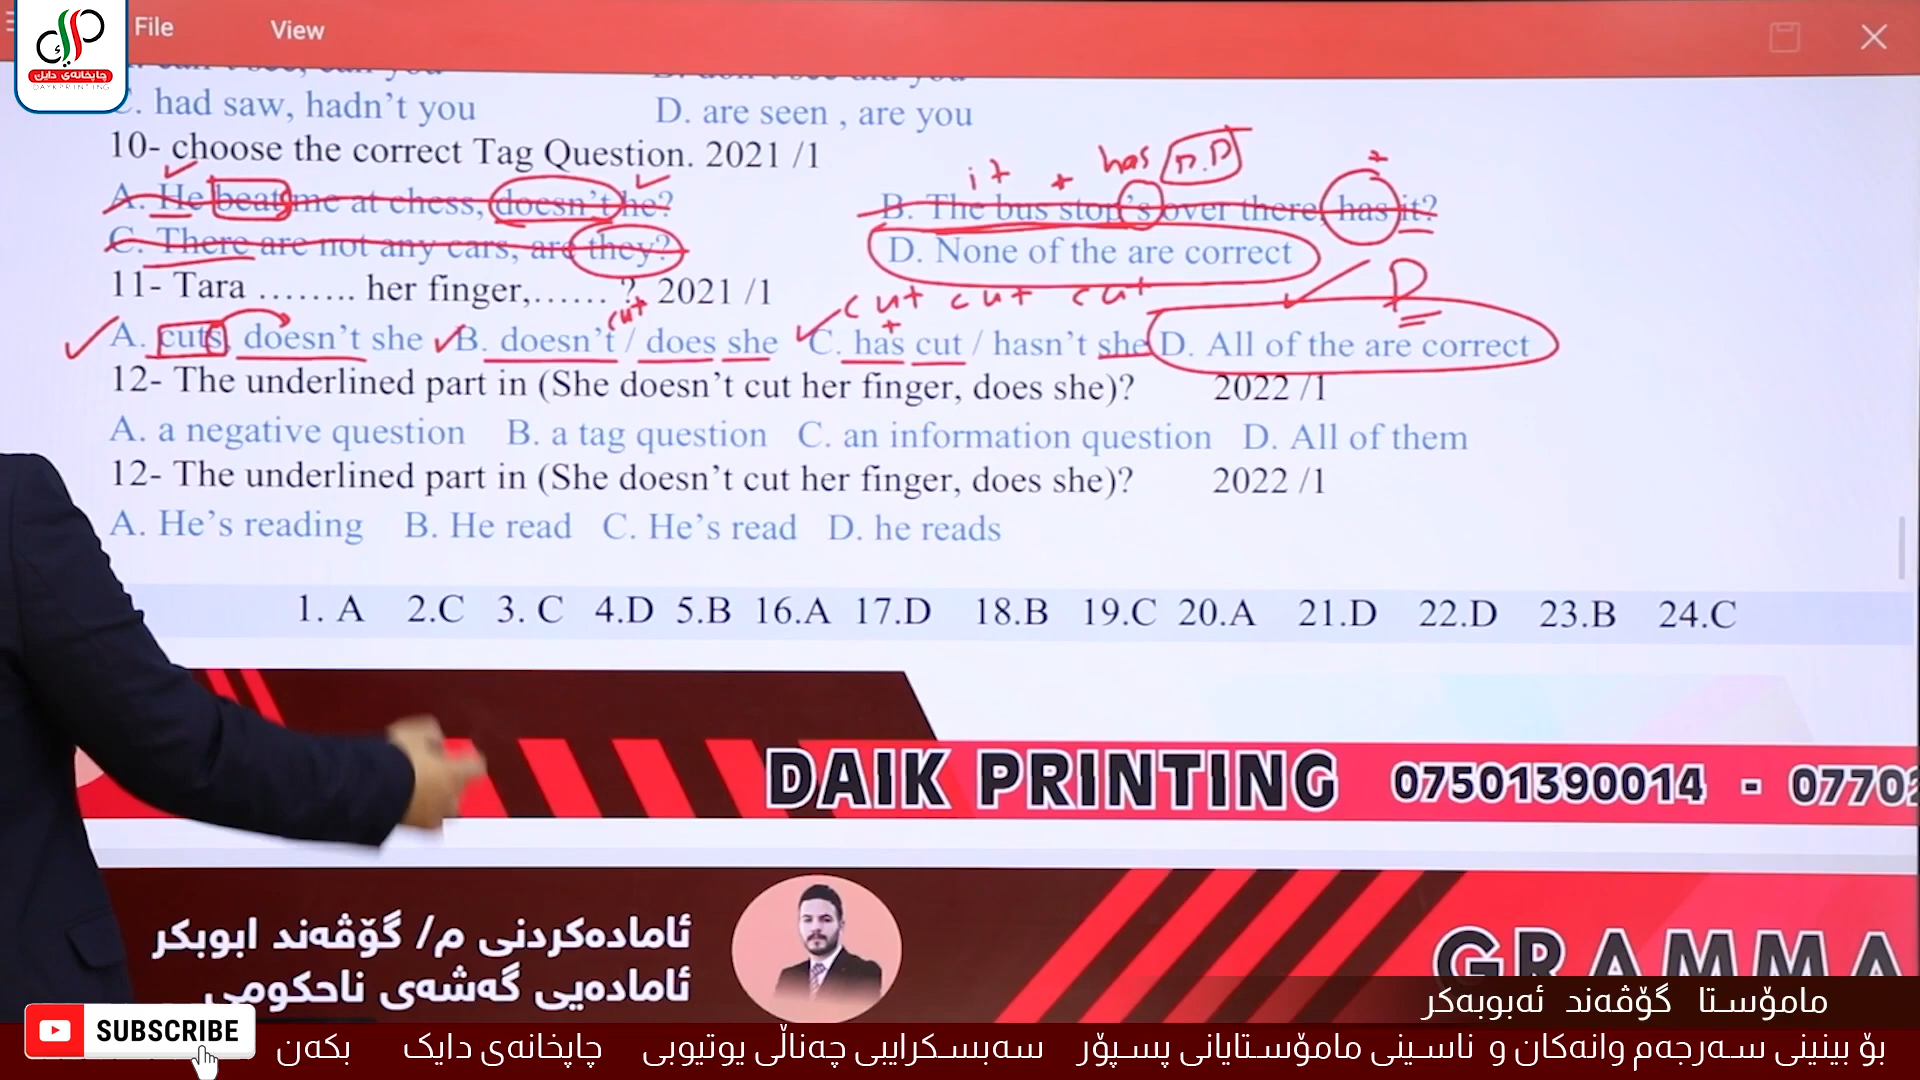 File
View
چاپخانەی دایک
DAYKPRINTING
C. had saw, hadn't you D. are seen , are you
10- choose the correct Tag Question. 2021 /1
it + has P.P
A. He beats me at chess, doesn't he? B. The bus stop's over there, has it?
C. There are not any cars, are they? D. None of the are correct
11- Tara ........ her finger,...... ? 2021 /1
cut cut cut D
cut
A. cuts, doesn't she B. doesn't / does she C. has cut / hasn't she D. All of the are correct
12- The underlined part in (She doesn't cut her finger, does she)? 2022 /1
A. a negative question B. a tag question C. an information question D. All of them
12- The underlined part in (She doesn't cut her finger, does she)? 2022 /1
A. He's reading B. He read C. He's read D. he reads
1. A 2.C 3. C 4.D 5.B 16.A 17.D 18.B 19.C 20.A 21.D 22.D 23.B 24.C
DAIK PRINTING 07501390014 - 0770
ئامادەکردنی م/ گۆڤەند ابوبکر
ئامادەیی گەشەی ناحکومی
GRAMMA
مامۆستا گۆڤەند ئەبوبەکر
SUBSCRIBE
بۆ بینینی سەرجەم وانەکان و ناسینی مامۆستایانی پسپۆر سەبسکرایبی چەناڵی یوتیوبی چاپخانەی دایک بکەن